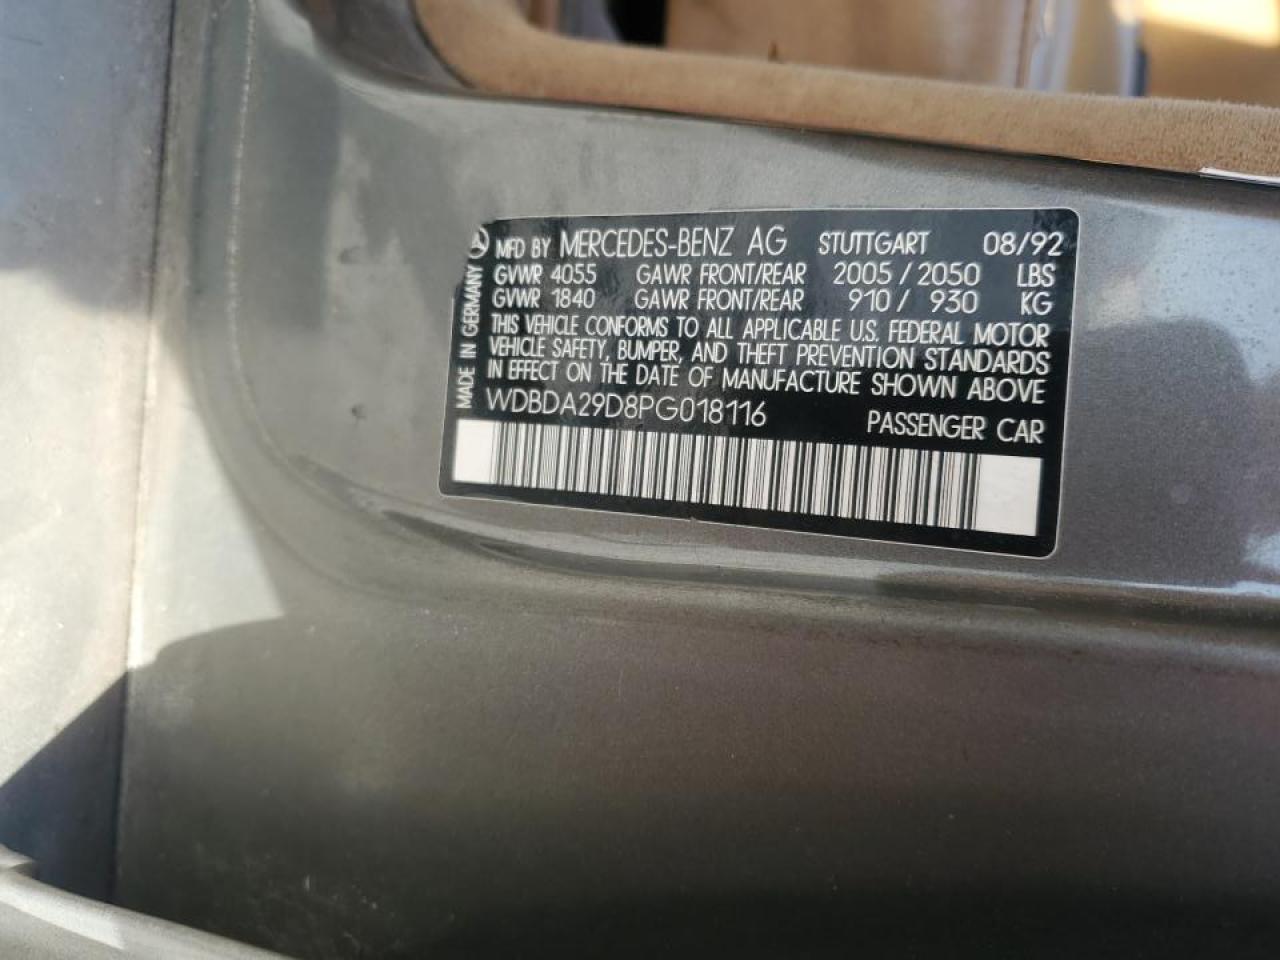 MFD BY MERCEDES-BENZ AG STUTTGART 08/92
GVWR 4055 GAWR FRONT/REAR 2005 / 2050 LBS
GVWR 1840 GAWR FRONT/REAR 910 / 930 KG
THIS VEHICLE CONFORMS TO ALL APPLICABLE U.S. FEDERAL MOTOR
VEHICLE SAFETY, BUMPER, AND THEFT PREVENTION STANDARDS
IN EFFECT ON THE DATE OF MANUFACTURE SHOWN ABOVE
WDBDA29D8PG018116 PASSENGER CAR
MADE IN GERMANY